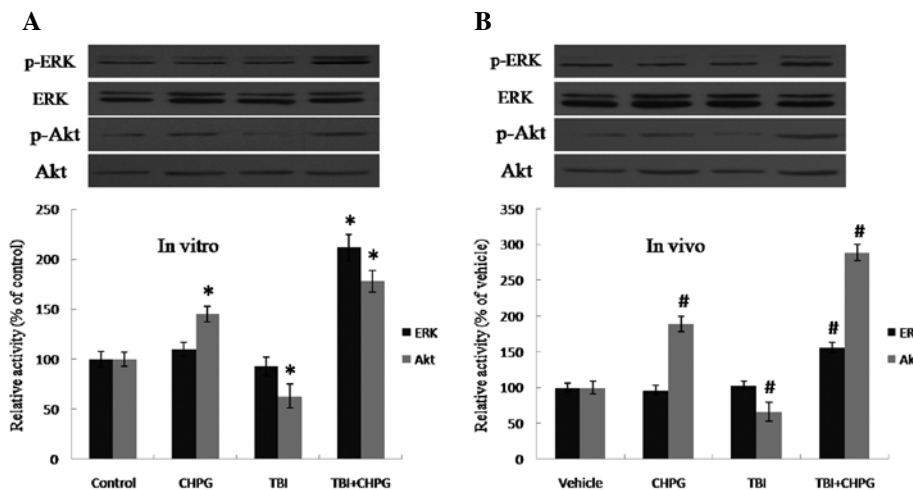 A
p-ERK
ERK
p-Akt
Akt
Relative activity (% of control)
250
200
150
100
50
0
In vitro
*
*
*
*
Control CHPG TBI TBI+CHPG
B
p-ERK
ERK
p-Akt
Akt
Relative activity (% of vehicle)
350
300
250
200
150
100
50
0
In vivo
#
#
#
#
ER
Ak
Vehicle CHPG TBI TBI+CHPG
ERK
Akt